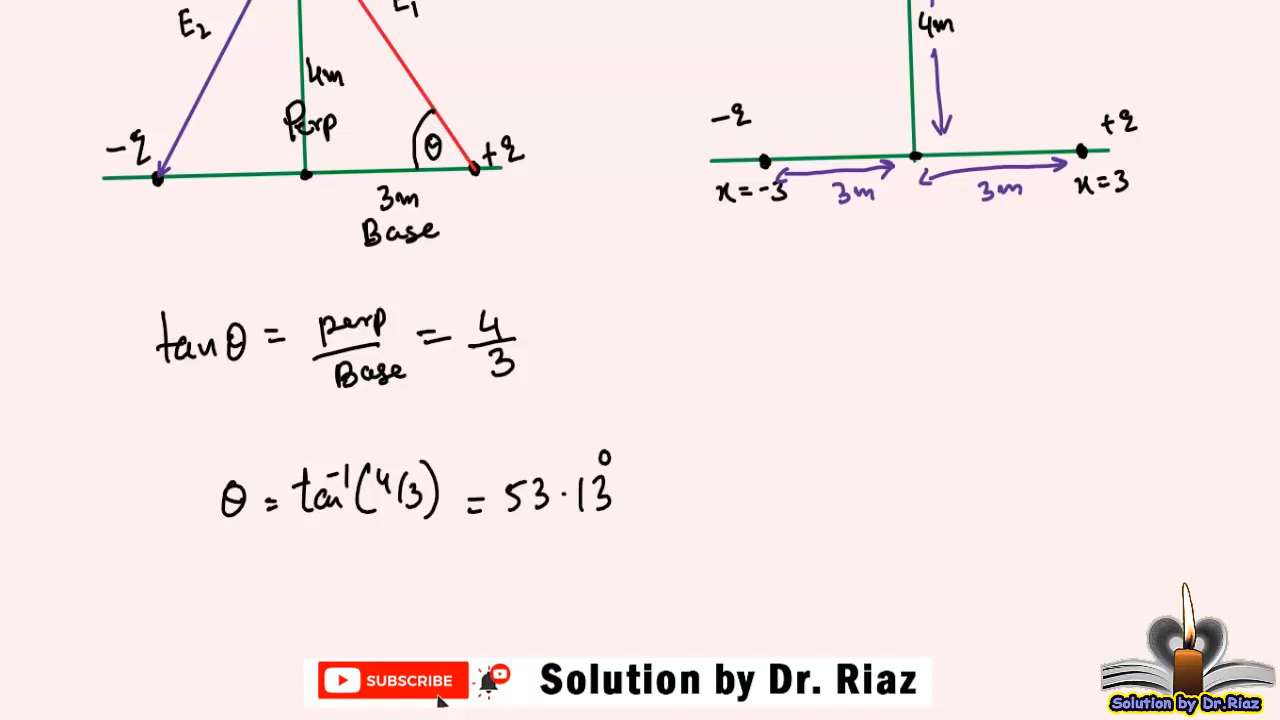 E₂
E₁
4m
Perp
-q
θ
+q
3m
Base
4m
-q
+q
x=-3
3m
3m
x=3
tanθ = perp/Base = 4/3
θ = tan⁻¹(4/3) = 53.13°
SUBSCRIBE
Solution by Dr. Riaz
Solution by Dr.Riaz